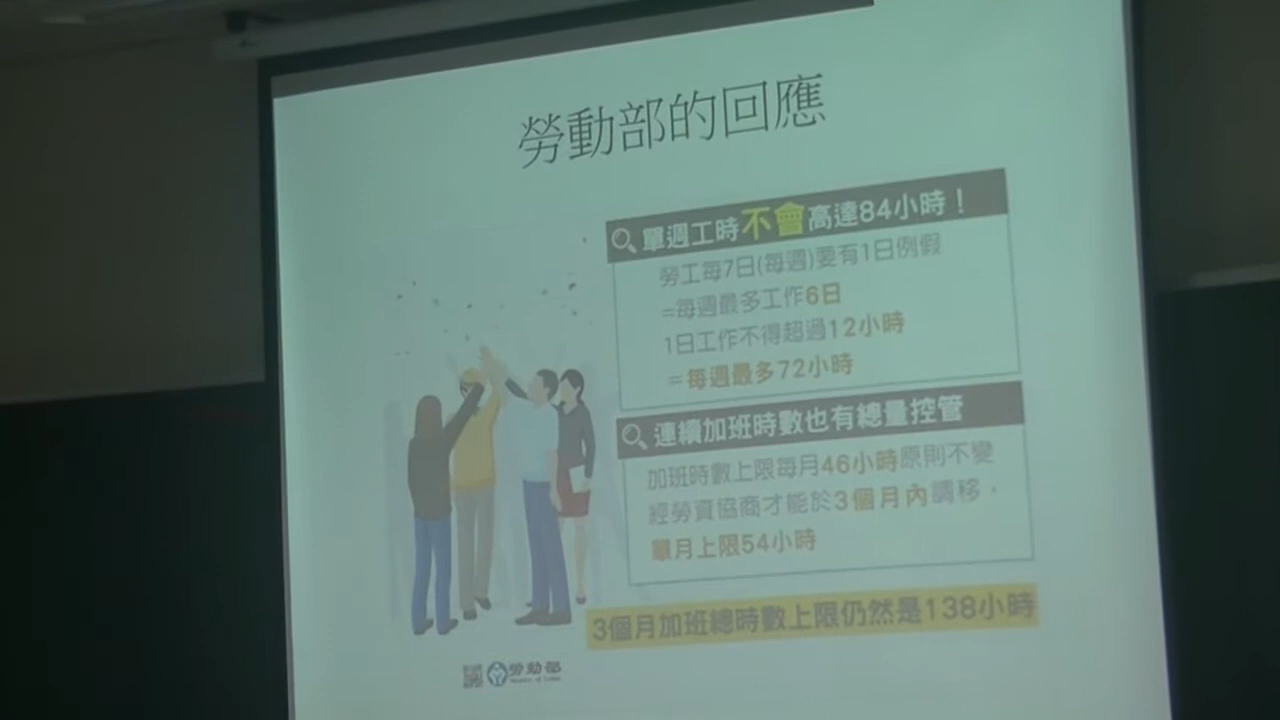 勞動部的回應
單週工時不會高達84小時！
勞工每7日(每週)要有1日例假
=每週最多工作6日
1日工作不得超過12小時
=每週最多72小時
連續加班時數也有總量控管
加班時數上限每月46小時原則不變
經勞資協商才能於3個月內調移，
單月上限54小時
3個月加班總時數上限仍然是138小時
勞動部
Ministry of Labor